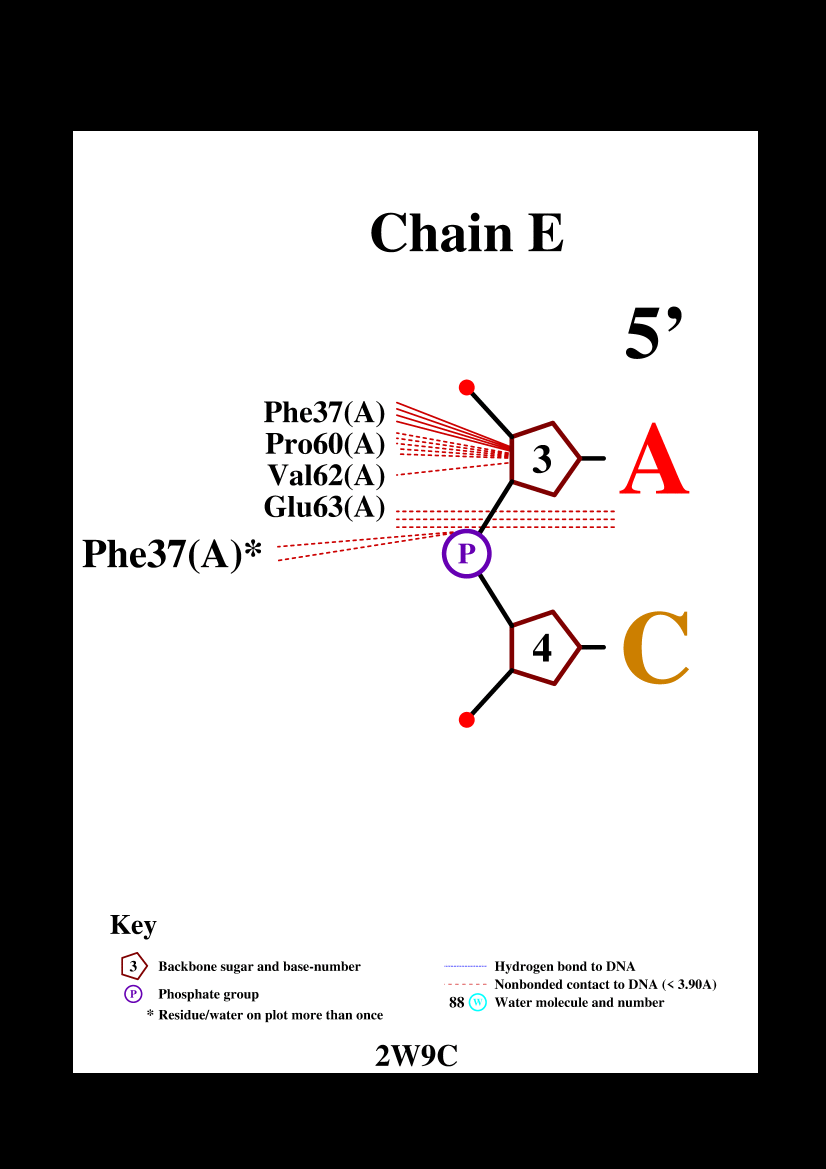 Chain E
5’
Phe37(A)
Pro60(A)
Val62(A)
Glu63(A)
Phe37(A)*
3
A
P
4
C
Key
3 Backbone sugar and base-number
P Phosphate group
* Residue/water on plot more than once
Hydrogen bond to DNA
Nonbonded contact to DNA (< 3.90A)
88 W Water molecule and number
2W9C